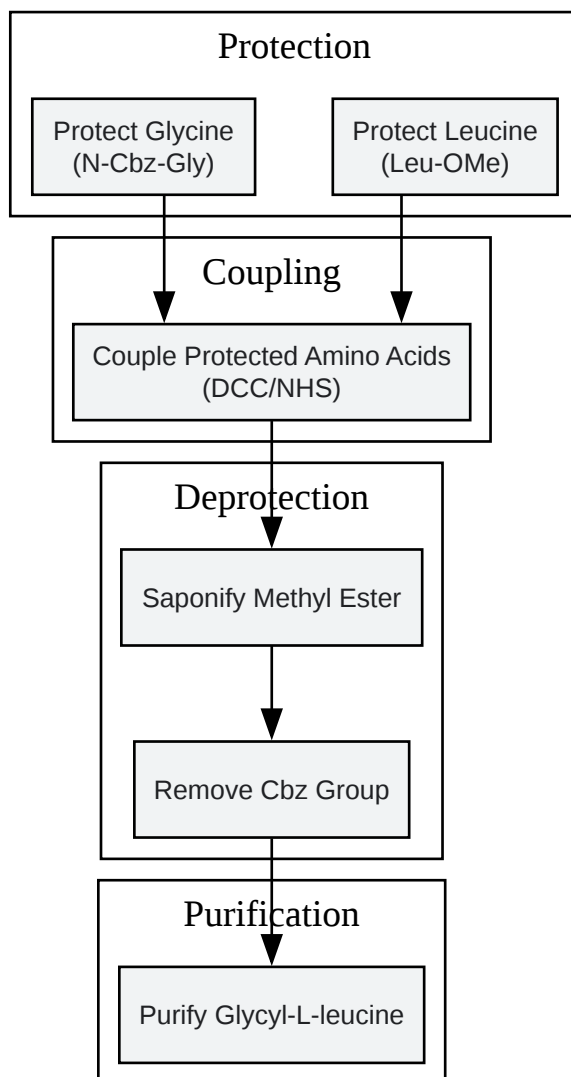 Protection
Protect Glycine
(N-Cbz-Gly)
Protect Leucine
(Leu-OMe)
Coupling
Couple Protected Amino Acids
(DCC/NHS)
Deprotection
Saponify Methyl Ester
Remove Cbz Group
Purification
Purify Glycyl-L-leucine